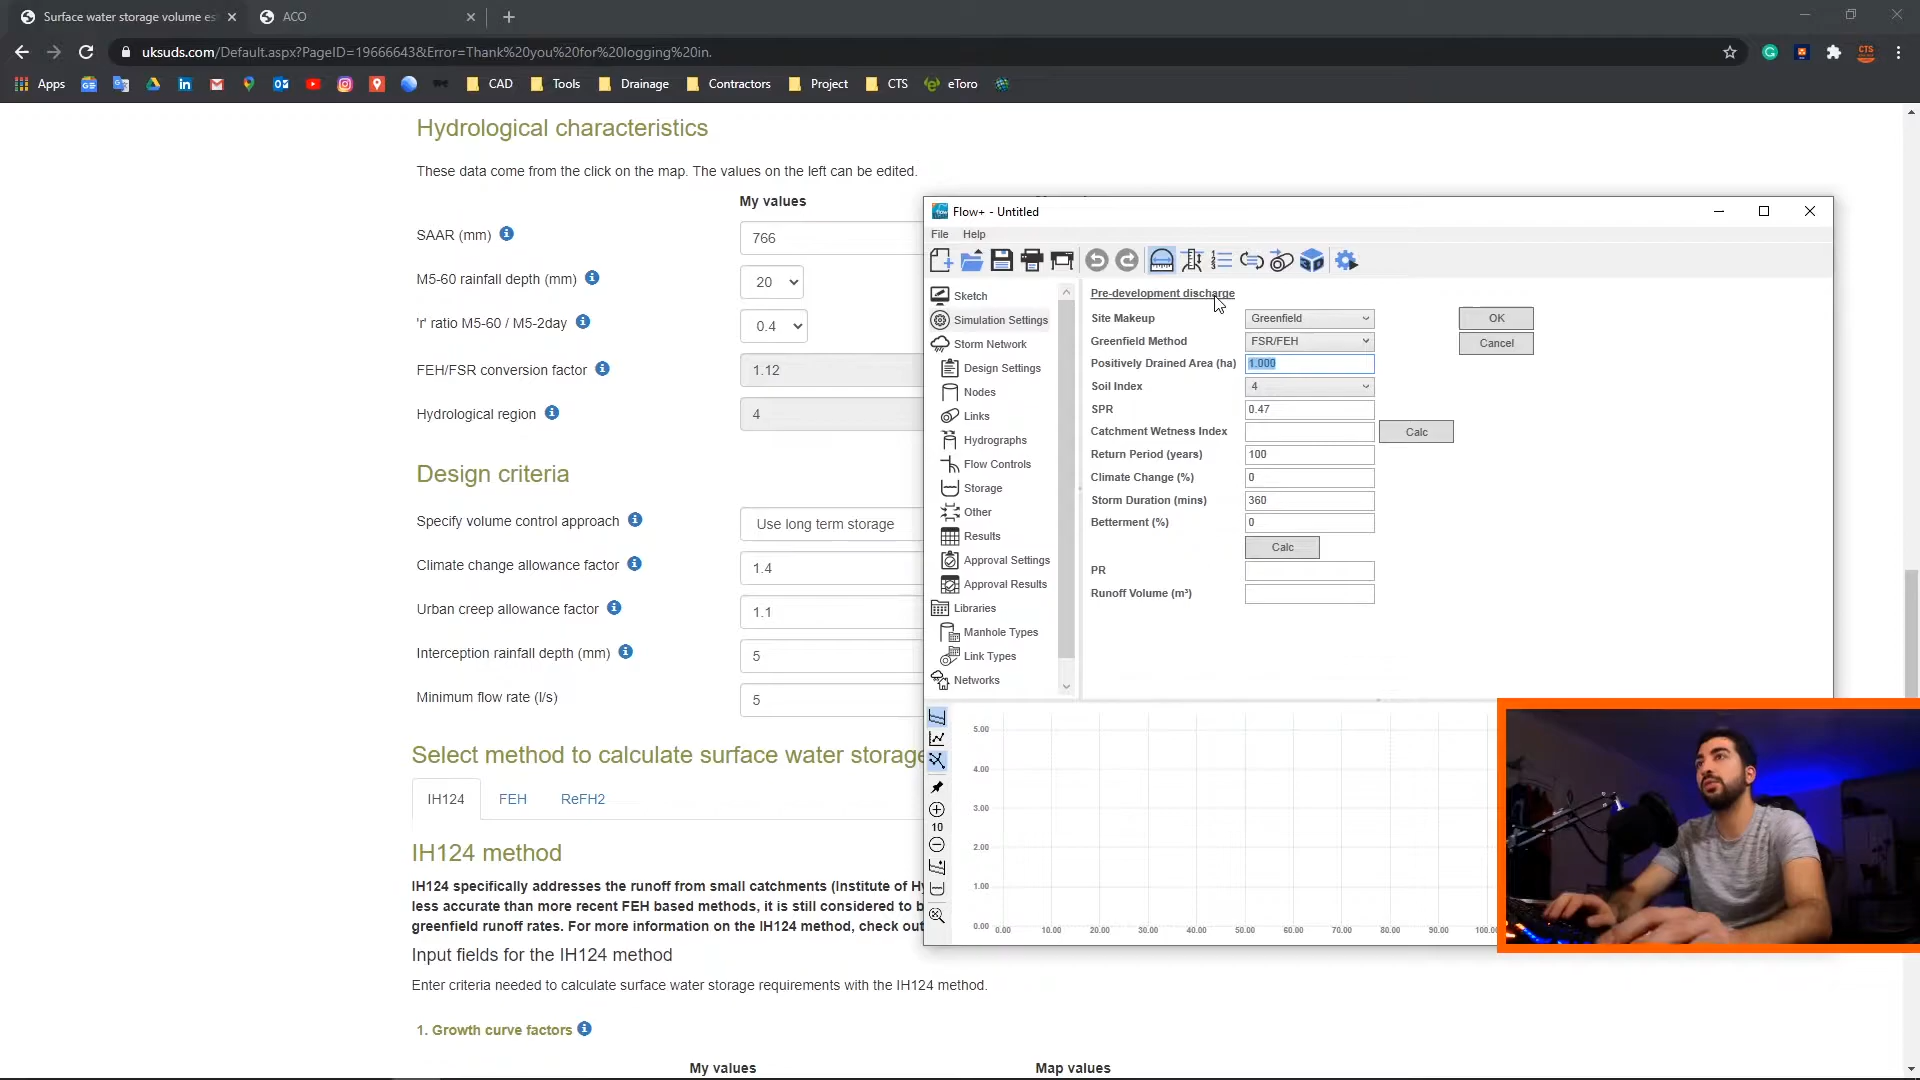 Surface water storage volume es
ACO
uksuds.com/Default.aspx?PageID=19666643&Error=Thank%20you%20for%20logging%20in.
Apps
CAD
Tools
Drainage
Contractors
Project
CTS
eToro
Hydrological characteristics
These data come from the click on the map. The values on the left can be edited.
My values
SAAR (mm)
766
M5-60 rainfall depth (mm)
20
'r' ratio M5-60 / M5-2day
0.4
FEH/FSR conversion factor
1.12
Hydrological region
4
Design criteria
Specify volume control approach
Use long term storage
Climate change allowance factor
1.4
Urban creep allowance factor
1.1
Interception rainfall depth (mm)
5
Minimum flow rate (l/s)
5
Select method to calculate surface water storage
IH124 FEH ReFH2
IH124 method
IH124 specifically addresses the runoff from small catchments (Institute of Hy
less accurate than more recent FEH based methods, it is still considered to b
greenfield runoff rates. For more information on the IH124 method, check out
Input fields for the IH124 method
Enter criteria needed to calculate surface water storage requirements with the IH124 method.
1. Growth curve factors
My values Map values
Flow+ - Untitled
File Help
Sketch
Simulation Settings
Storm Network
Design Settings
Nodes
Links
Hydrographs
Flow Controls
Storage
Other
Results
Approval Settings
Approval Results
Libraries
Manhole Types
Link Types
Networks
Pre-development discharge
Site Makeup Greenfield
Greenfield Method FSR/FEH
Positively Drained Area (ha) 1.000
Soil Index 4
SPR 0.47
Catchment Wetness Index Calc
Return Period (years) 100
Climate Change (%) 0
Storm Duration (mins) 360
Betterment (%) 0
Calc
PR
Runoff Volume (m³)
OK
Cancel
10
5.00
4.00
3.00
2.00
1.00
0.00
0.00 10.00 20.00 30.00 40.00 50.00 60.00 70.00 80.00 90.00 100.0